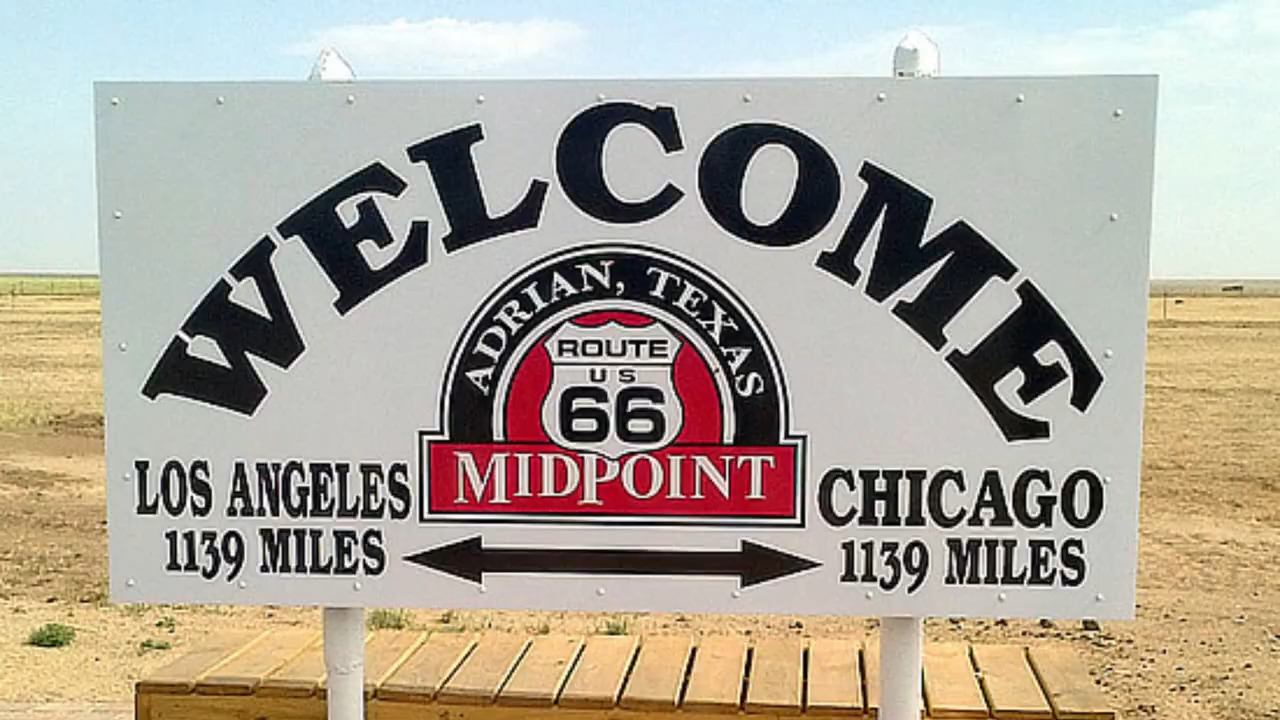 WELCOME
ADRIAN, TEXAS
ROUTE
US
66
MIDPOINT
LOS ANGELES
1139 MILES
CHICAGO
1139 MILES